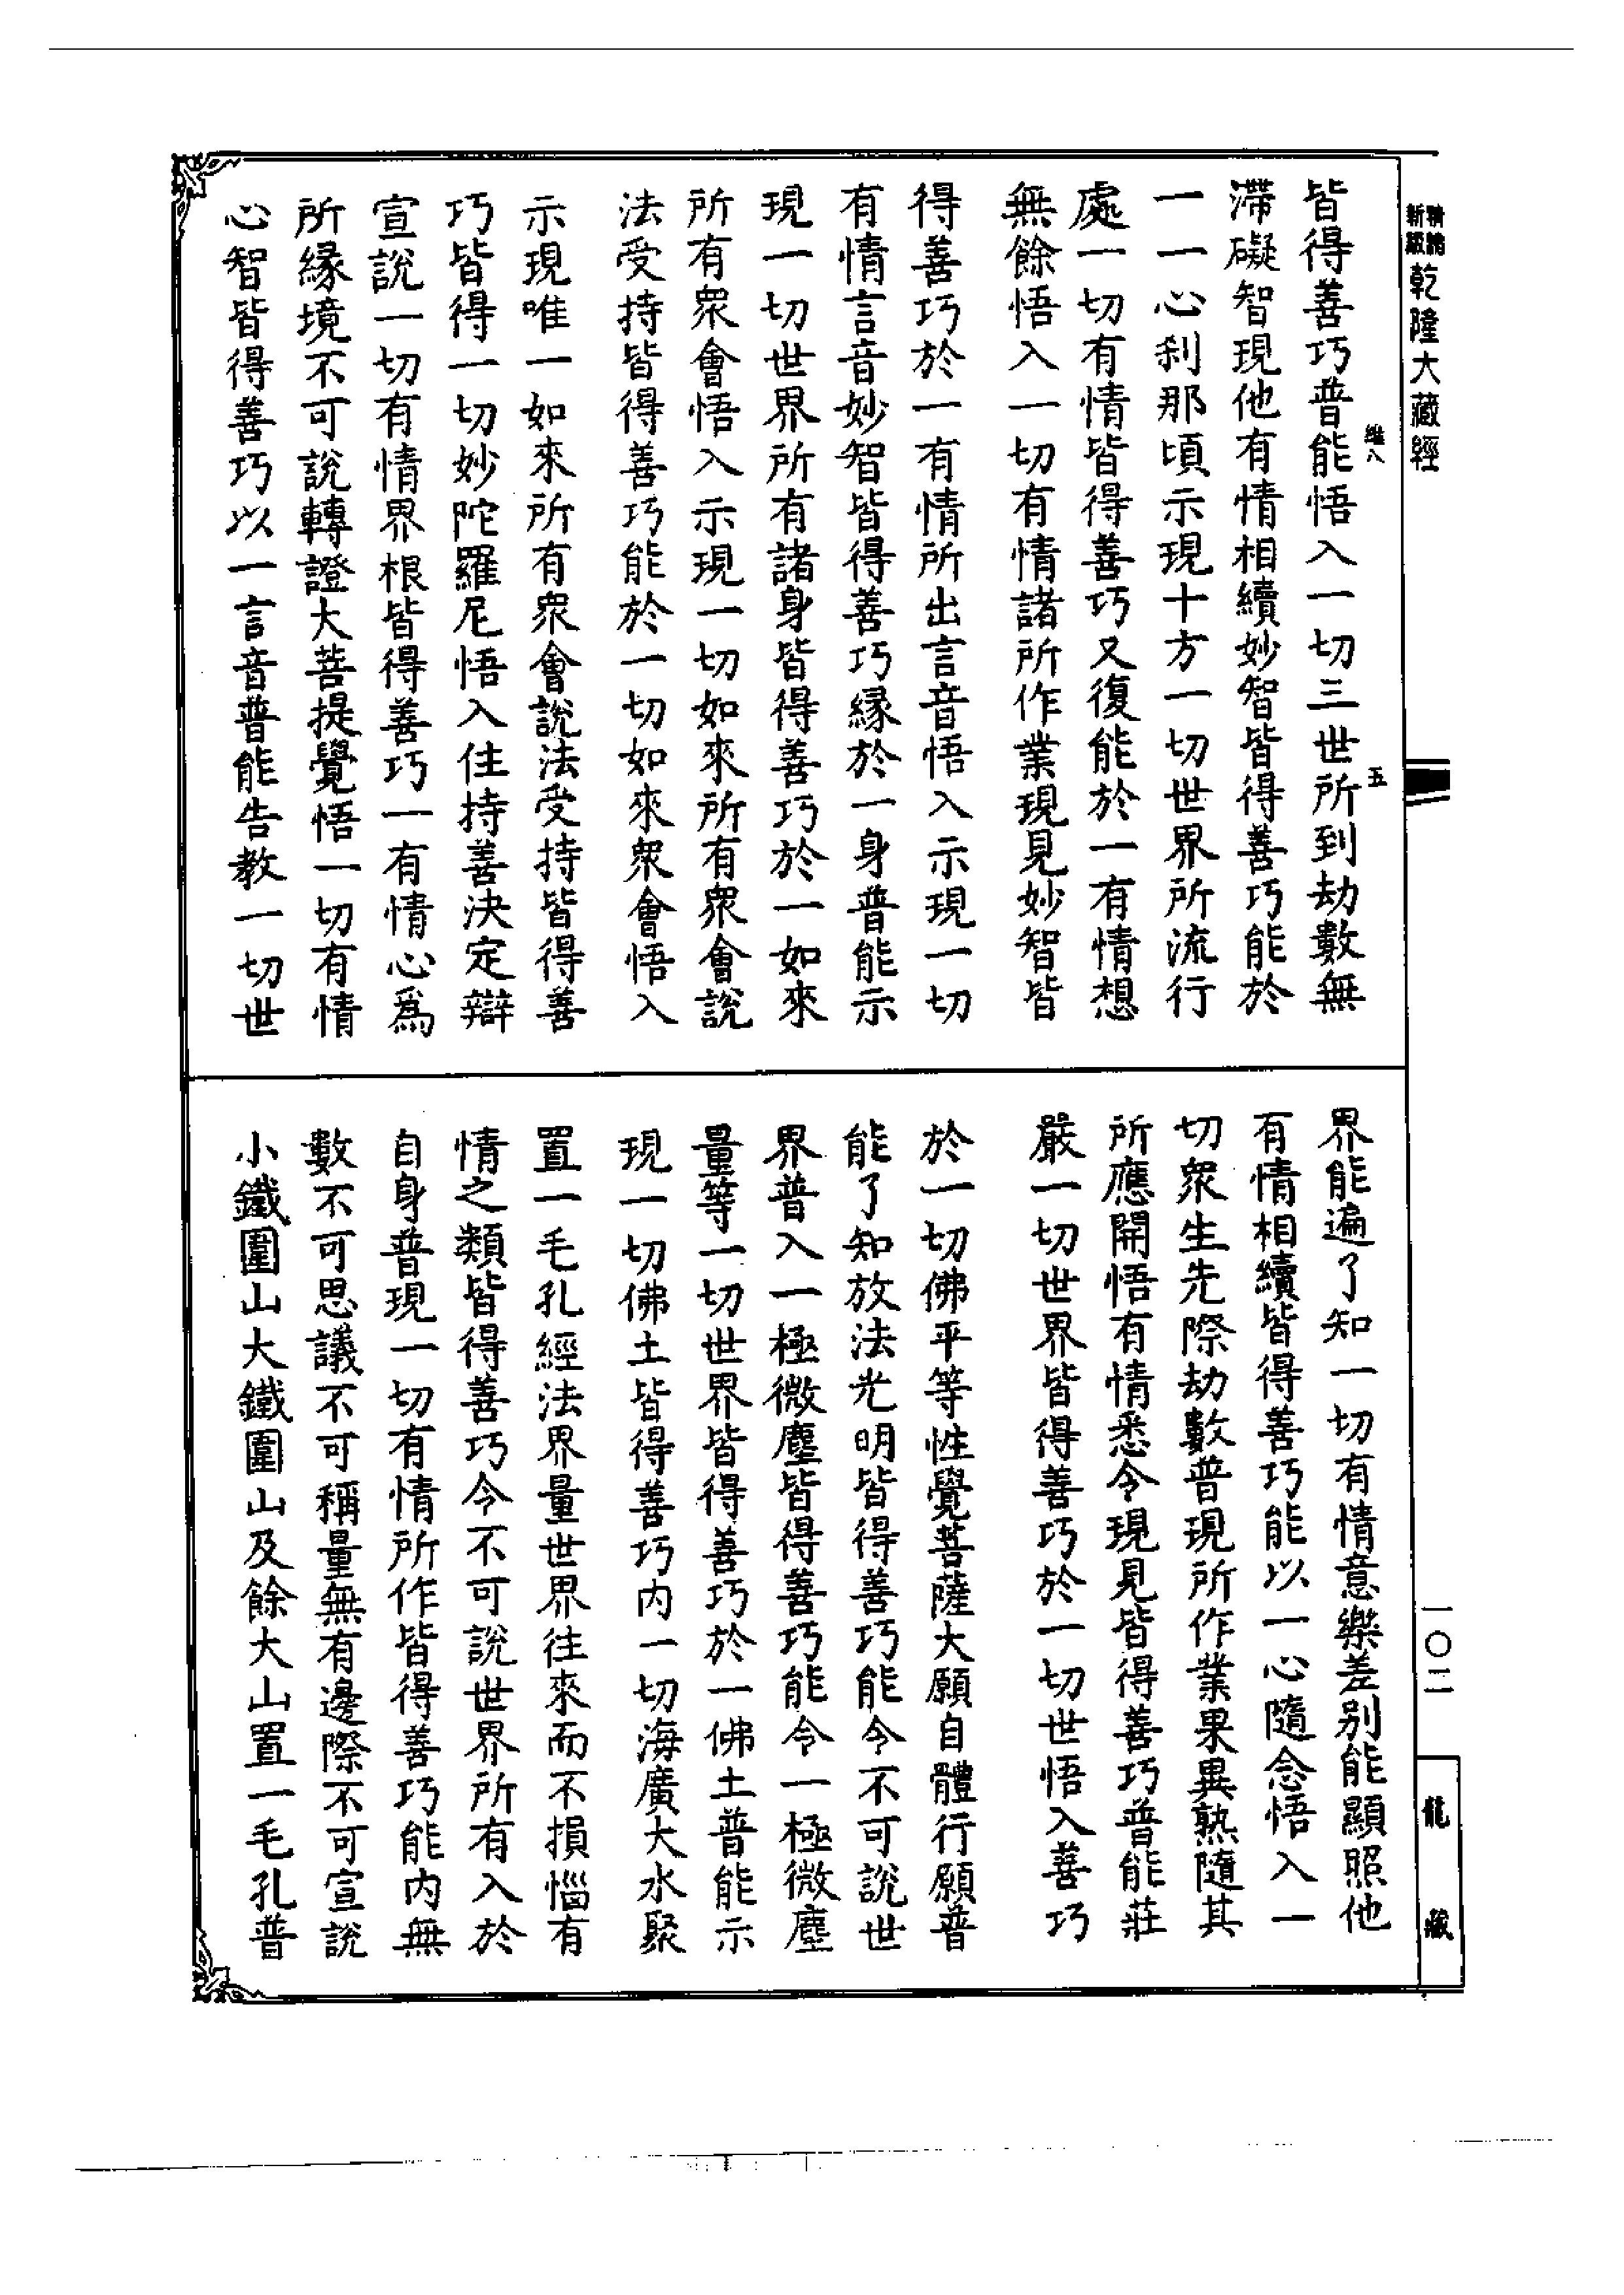 新編
縮
乾隆大藏經
維八
五
皆得善巧普能悟入一切三世所到劫數無
滯礙智現他有情相續妙智皆得善巧能於
一一心刹那頃示現十方一切世界所流行
處一切有情皆得善巧又復能於一有情想
無餘悟入一切有情諸所作業現見妙智皆
得善巧於一有情所出言音悟入示現一切
有情言音妙智皆得善巧緣於一身普能示
現一切世界所有諸身皆得善巧於一如來
所有眾會悟入示現一切如來所有眾會說
法受持皆得善巧能於一切如來眾會悟入
示現唯一如來所有眾會說法受持皆得善
巧皆得一切妙陀羅尼悟入住持善決定辯
宣說一切有情界根皆得善巧一有情心爲
所緣境不可說轉證大菩提覺悟一切有情
心智皆得善巧以一言音普能告教一切世
界能遍了知一切有情意樂差別能顯照他
有情相續皆得善巧能以一心隨念悟入一
切眾生先際劫數普現所作業果異熟隨其
所應開悟有情悉令現見皆得善巧普能莊
嚴一切世界皆得善巧於一切世悟入善巧
於一切佛平等性覺菩薩大願自體行願普
能了知放法光明皆得善巧能令不可說世
界普入一極微塵皆得善巧能令一極微塵
量等一切世界皆得善巧於一佛土普能示
現一切佛土皆得善巧內一切海廣大水聚
置一毛孔經法界量世界往來而不損惱有
情之類皆得善巧令不可說世界所有入於
自身普現一切有情所作皆得善巧能內無
數不可思議不可稱量無有邊際不可宣說
小鐵圍山大鐵圍山及餘大山置一毛孔普
一〇二
龍藏